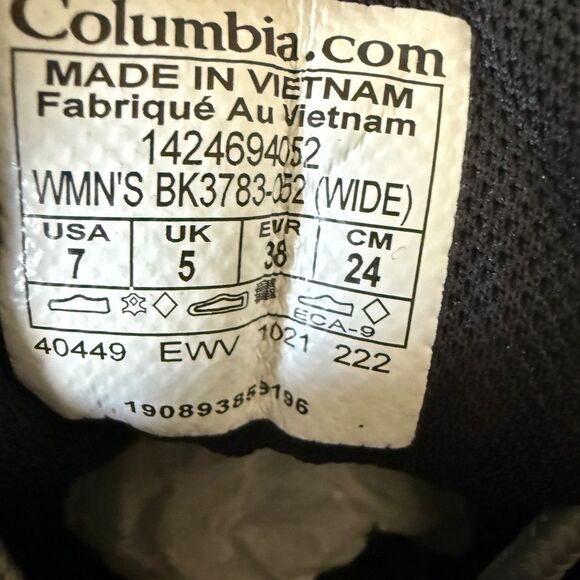 Columbia.com
MADE IN VIETNAM
Fabriqué Au Vietnam
1424694052
WMN'S BK3783-052 (WIDE)
USA UK EUR CM
7 5 38 24
ECA-9
40449 EWV 1021 222
190893859196